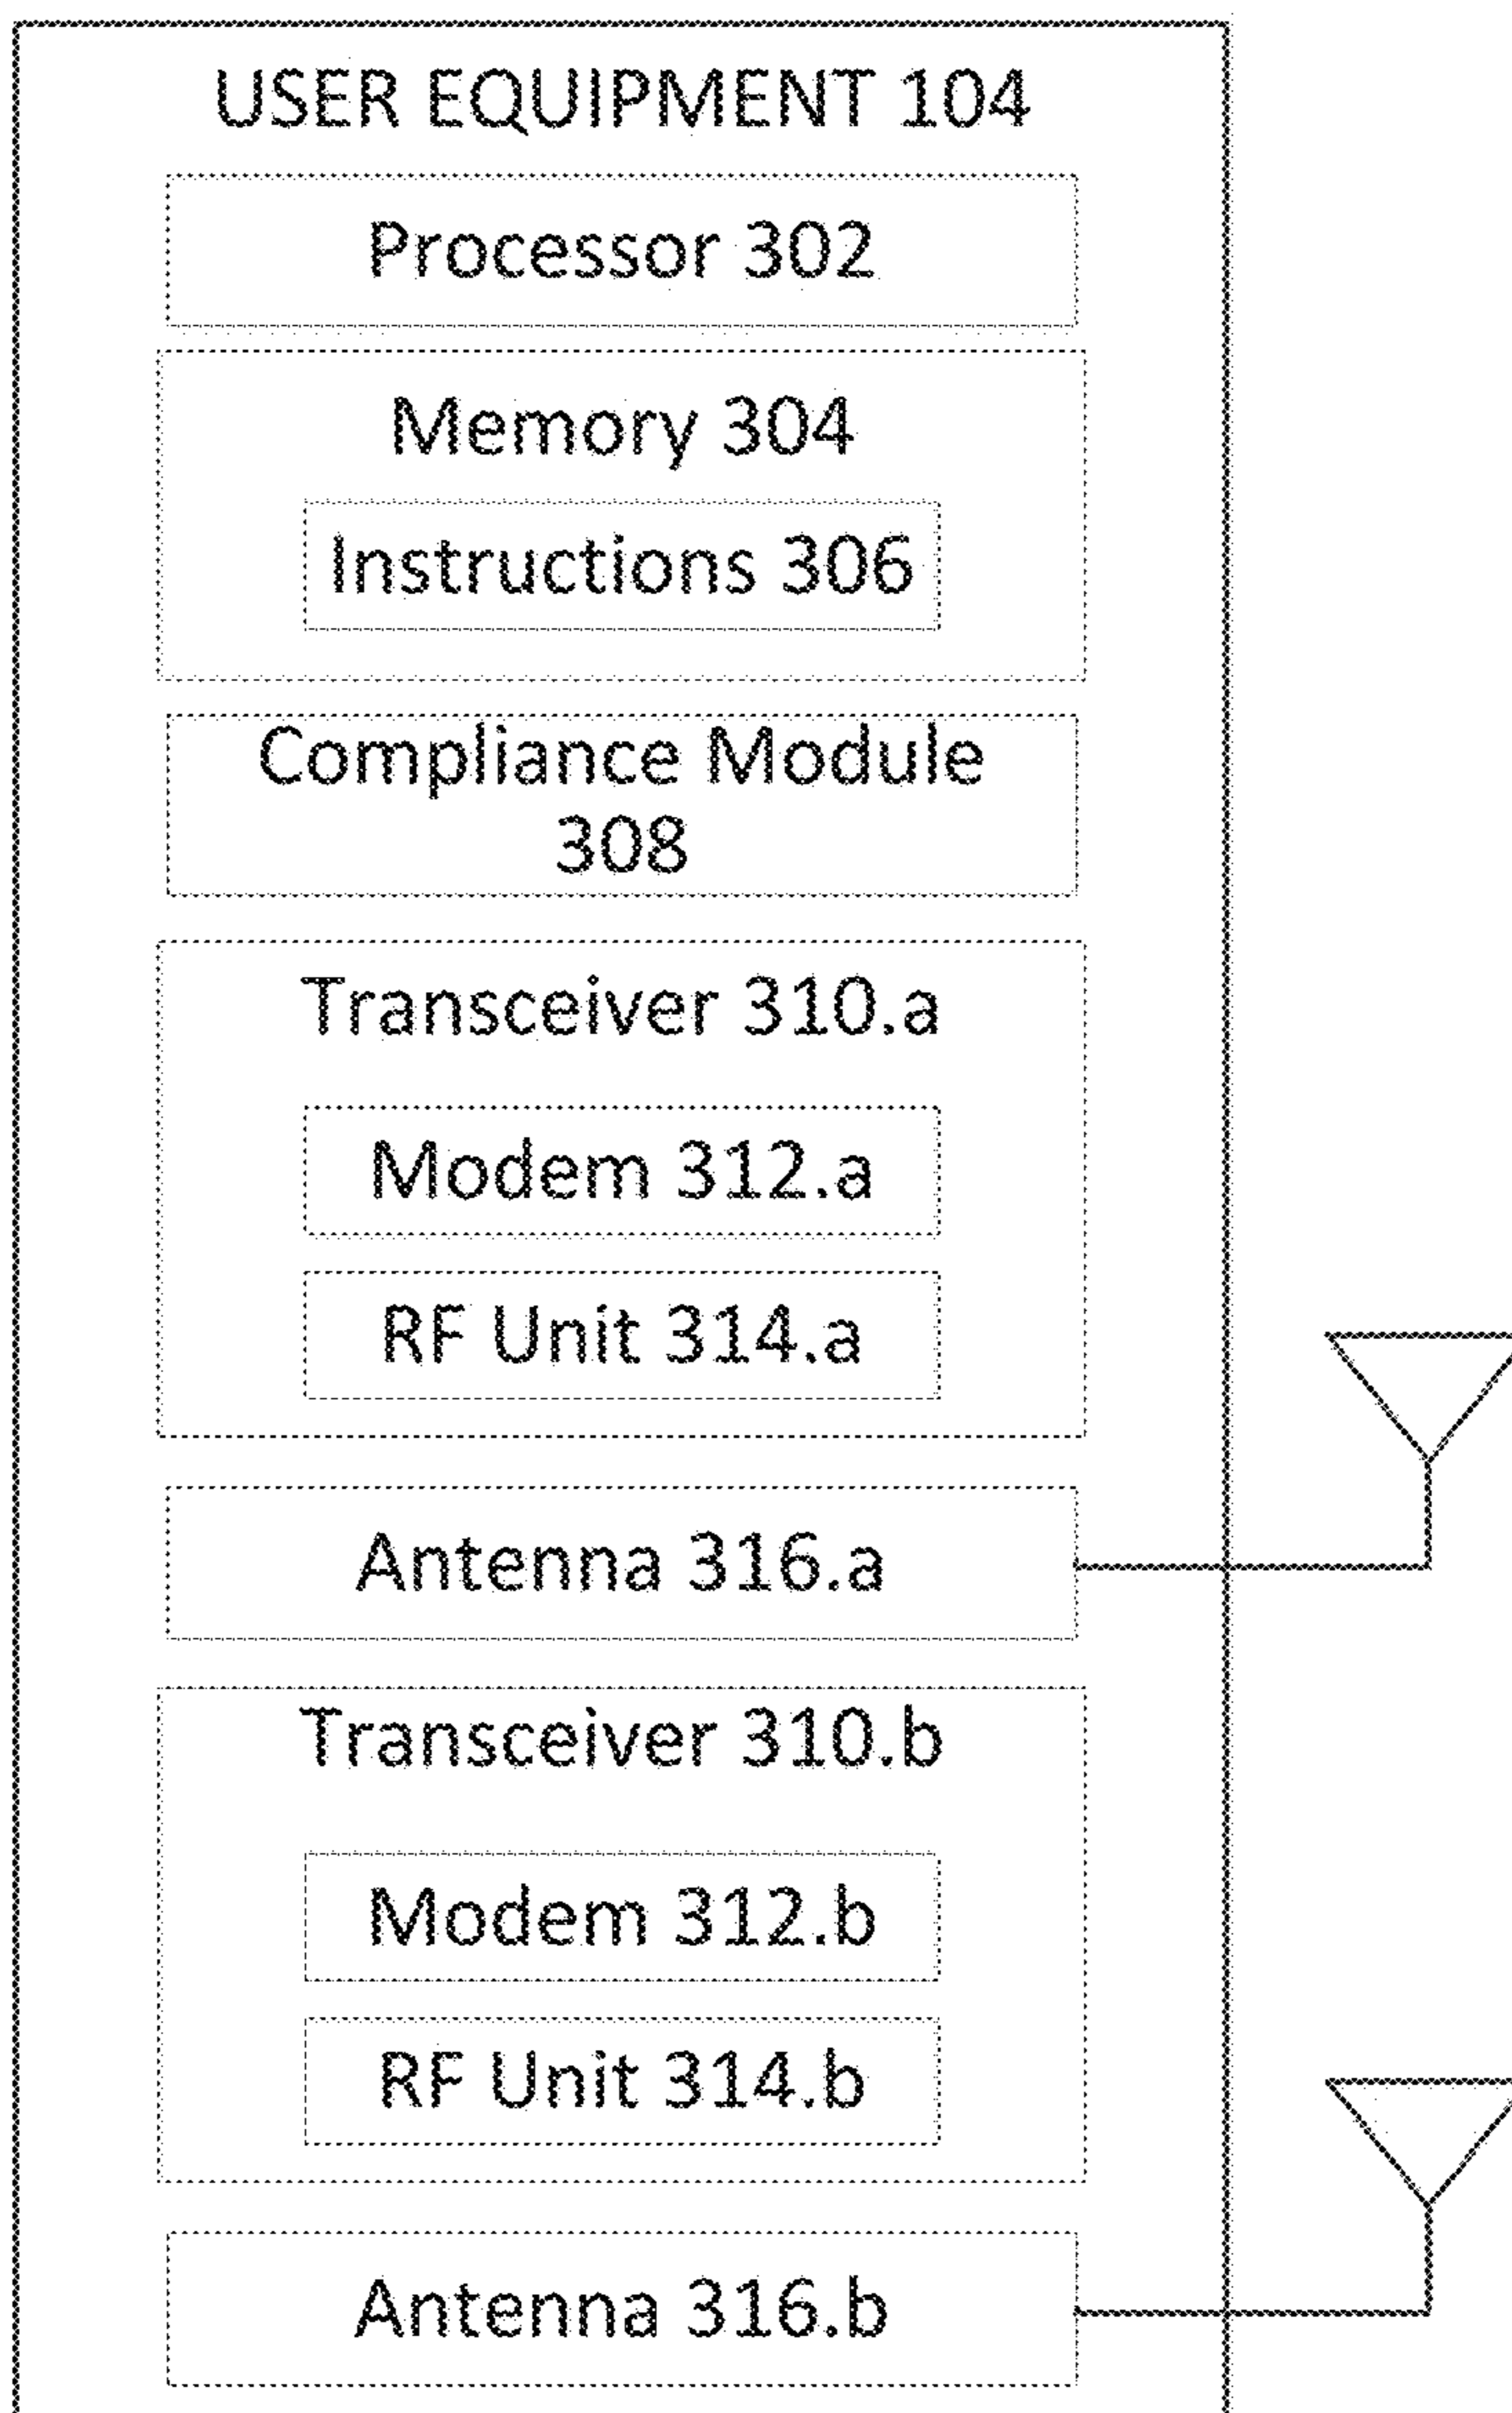 USER EQUIPMENT 104
Processor 302
Memory 304
Instructions 306
Compliance Module
308
Transceiver 310.a
Modem 312.a
RF Unit 314.a
Antenna 316.a
Transceiver 310.b
Modem 312.b
RF Unit 314.b
Antenna 316.b